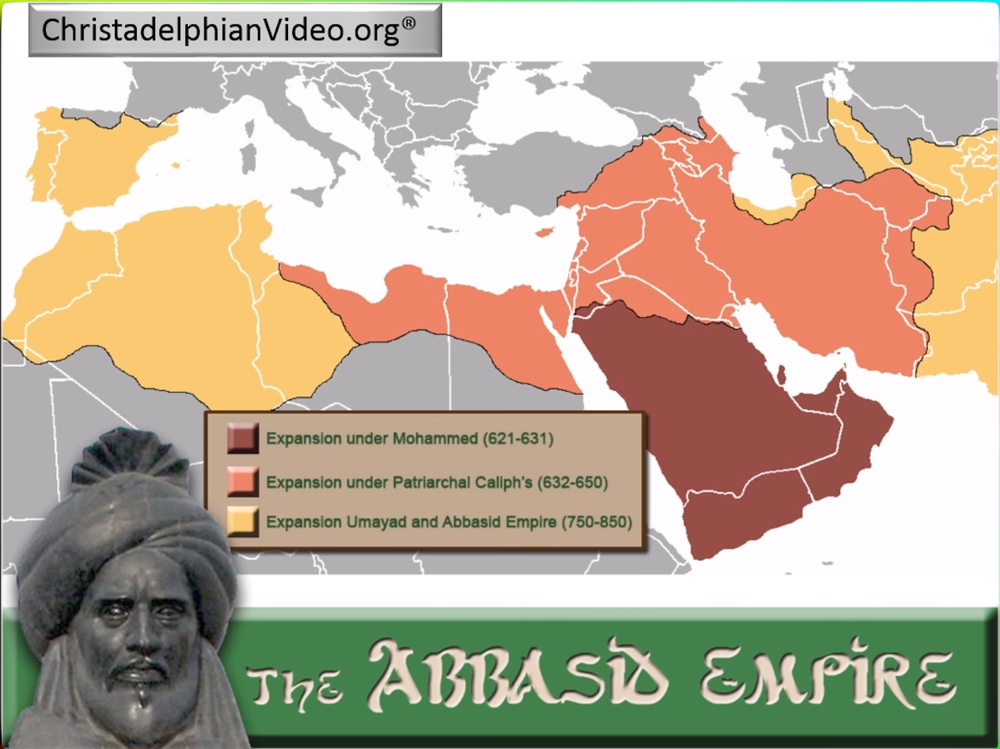 ChristadelphianVideo.org®
Expansion under Mohammed (621-631)
Expansion under Patriarchal Caliph's (632-650)
Expansion Umayad and Abbasid Empire (750-850)
The Abbasid Empire